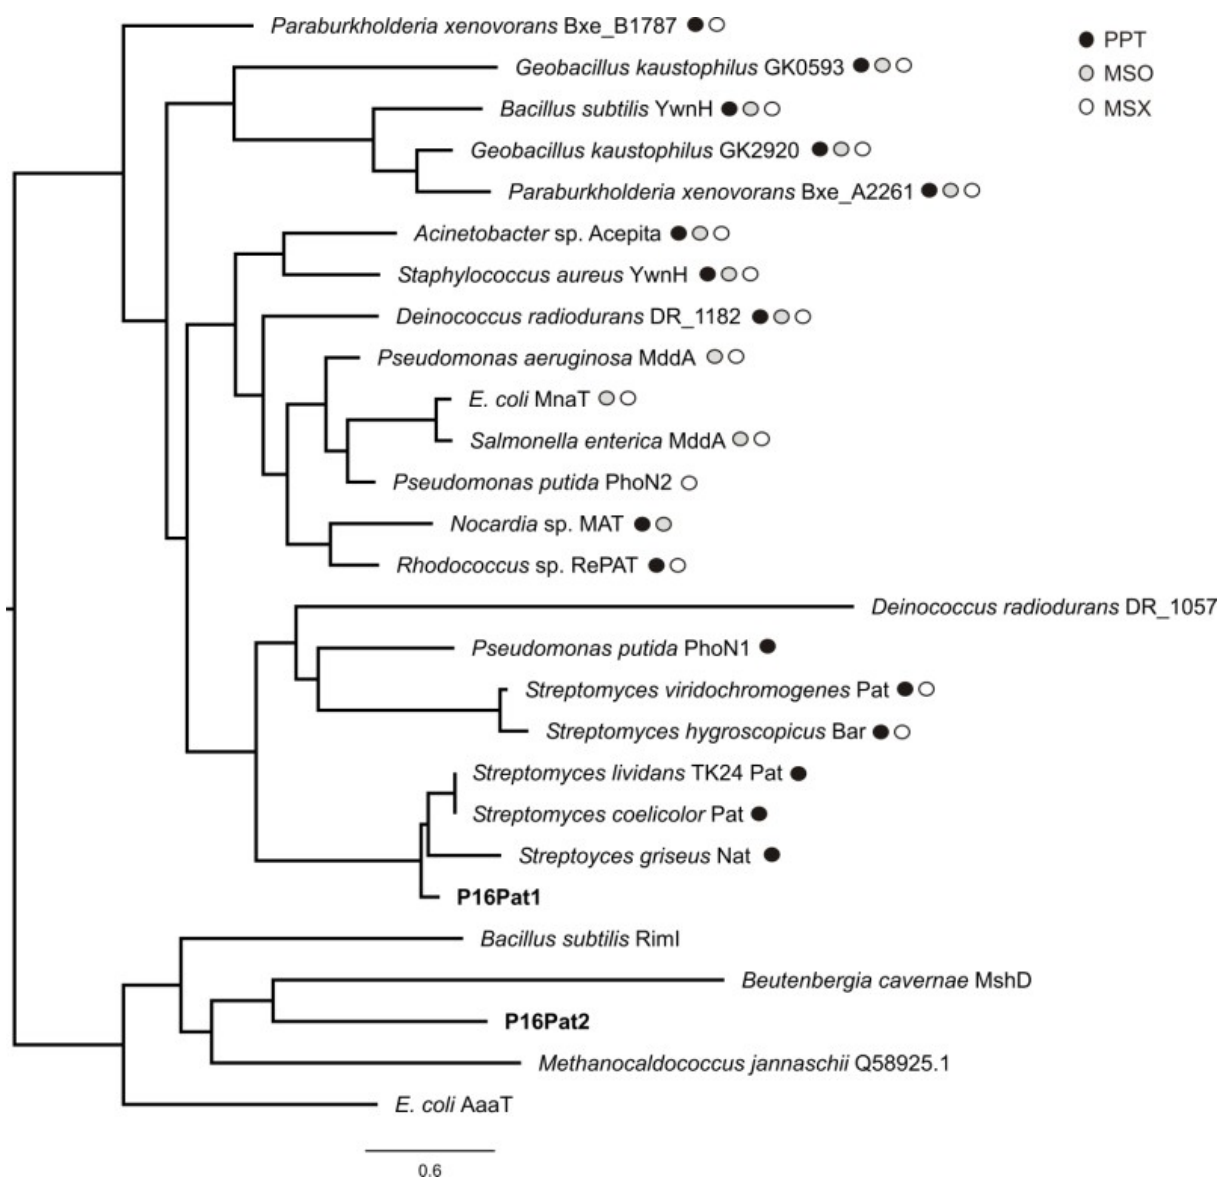 Paraburkholderia xenovorans Bxe_B1787
PPT
Geobacillus kaustophilus GK0593
MSO
Bacillus subtilis YwnH
MSX
Geobacillus kaustophilus GK2920
Paraburkholderia xenovorans Bxe_A2261
Acinetobacter sp. Acepita
Staphylococcus aureus YwnH
Deinococcus radiodurans DR_1182
Pseudomonas aeruginosa MddA
E. coli MnaT
Salmonella enterica MddA
Pseudomonas putida PhoN2
Nocardia sp. MAT
Rhodococcus sp. RePAT
Deinococcus radiodurans DR_1057
Pseudomonas putida PhoN1
Streptomyces viridochromogenes Pat
Streptomyces hygroscopicus Bar
Streptomyces lividans TK24 Pat
Streptomyces coelicolor Pat
Streptoyces griseus Nat
P16Pat1
Bacillus subtilis RimI
Beutenbergia cavernae MshD
P16Pat2
Methanocaldococcus jannaschii Q58925.1
E. coli AaaT
0.6